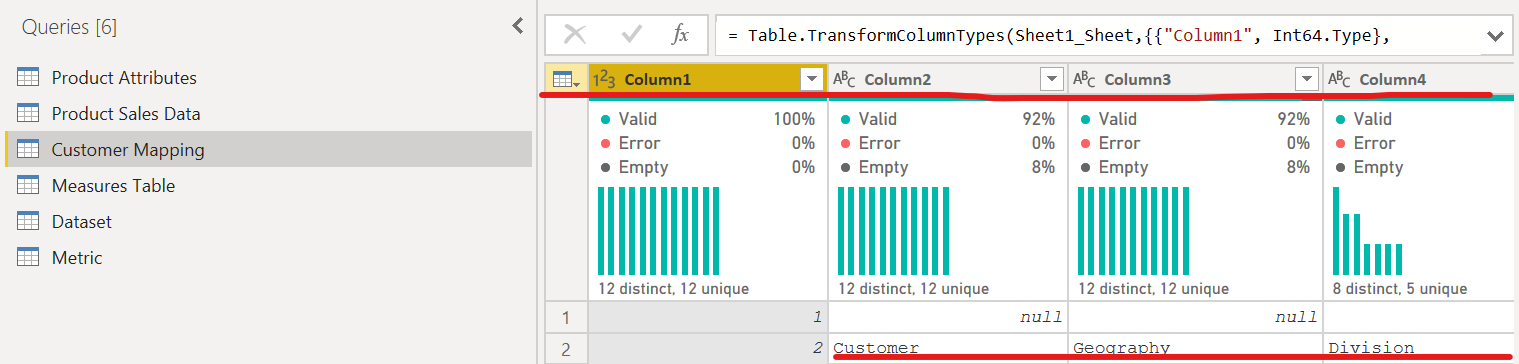 Queries [6]
Product Attributes
Product Sales Data
Customer Mapping
Measures Table
Dataset
Metric
fx = Table.TransformColumnTypes(Sheet1_Sheet,{{"Column1", Int64.Type},
123 Column1 ABC Column2 ABC Column3 ABC Column4
Valid 100% Valid 92% Valid 92% Valid
Error 0% Error 0% Error 0% Error
Empty 0% Empty 8% Empty 8% Empty
12 distinct, 12 unique 12 distinct, 12 unique 12 distinct, 12 unique 8 distinct, 5 unique
1 1 null null
2 2 Customer Geography Division